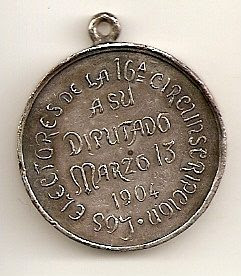 LOS ELECTORES DE LA 16ª CIRCUNSCRIPCION
A SU
DIPUTADO
MARZO 13
1904